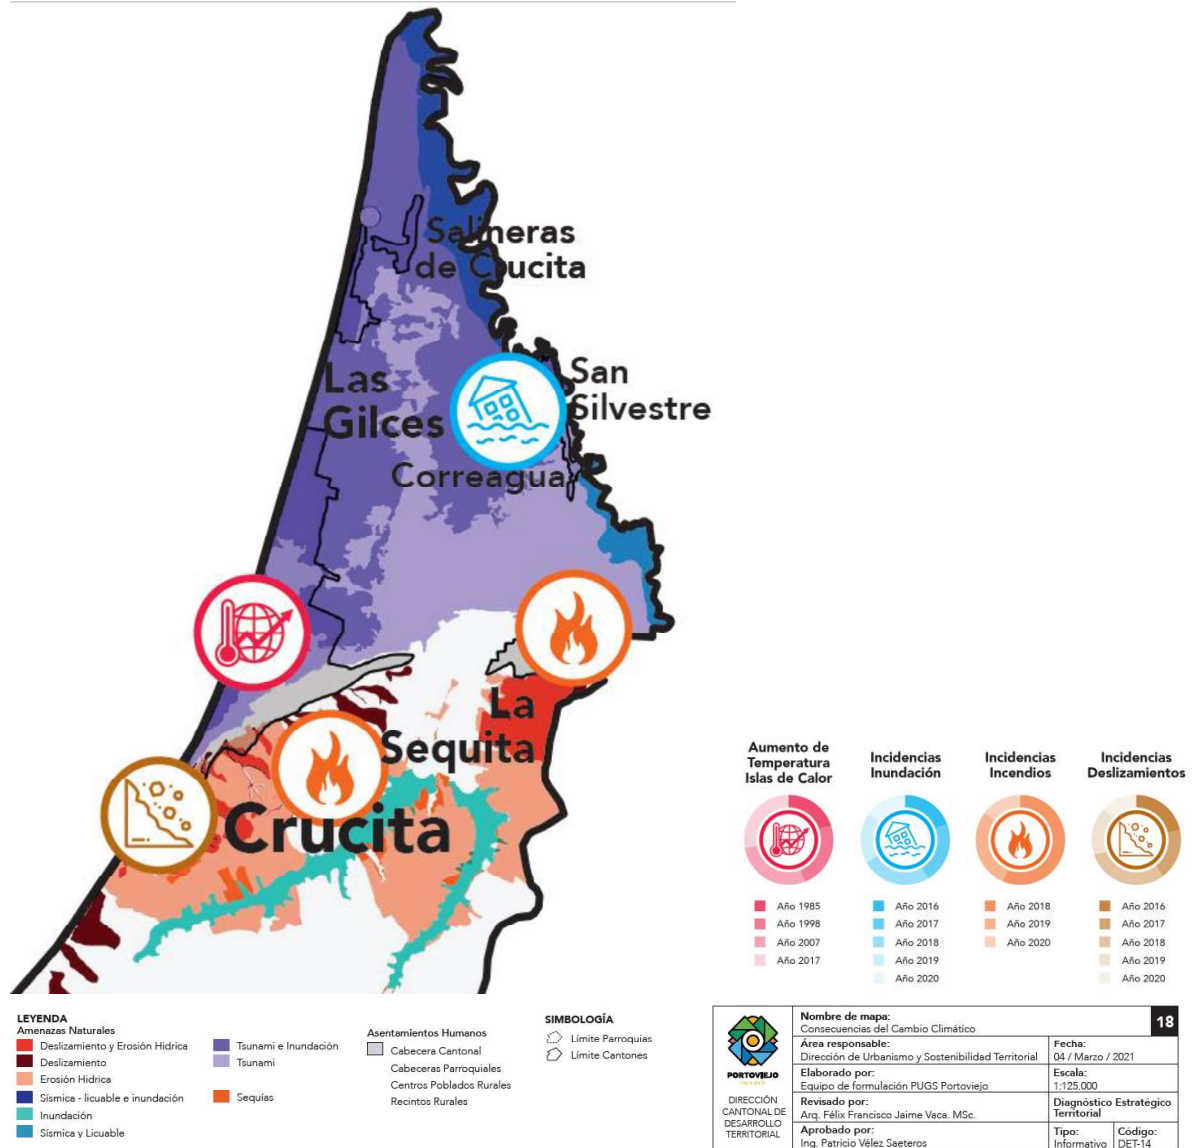 Salineras
de Crucita
Las
Gilces
San
Silvestre
Correagua
La
Sequita
Crucita
Aumento de
Temperatura
Islas de Calor
Año 1985
Año 1998
Año 2007
Año 2017
Incidencias
Inundación
Año 2016
Año 2017
Año 2018
Año 2019
Año 2020
Incidencias
Incendios
Año 2018
Año 2019
Año 2020
Incidencias
Deslizamientos
Año 2016
Año 2017
Año 2018
Año 2019
Año 2020
LEYENDA
Amenazas Naturales
Deslizamiento y Erosión Hidrica
Deslizamiento
Erosión Hidrica
Sísmica - licuable e inundación
Inundación
Sísmica y Licuable
Tsunami e Inundación
Tsunami
Sequías
Asentamientos Humanos
Cabecera Cantonal
Cabeceras Parroquiales
Centros Poblados Rurales
Recintos Rurales
SIMBOLOGÍA
Límite Parroquias
Límite Cantones
PORTOVIEJO
DIRECCIÓN
CANTONAL DE
DESARROLLO
TERRITORIAL
Nombre de mapa:
Consecuencias del Cambio Climático
18
Área responsable:
Dirección de Urbanismo y Sostenibilidad Territorial
Fecha:
04 / Marzo / 2021
Elaborado por:
Equipo de formulación PUGS Portoviejo
Escala:
1:125.000
Revisado por:
Arq. Félix Francisco Jaime Vaca. MSc.
Diagnóstico Estratégico
Territorial
Aprobado por:
Ing. Patricio Vélez Saeteros
Tipo:
Informativo
Código:
DET-14